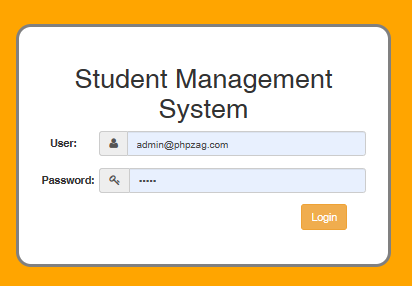 Student Management
System
User: admin@phpzag.com
Password: •••••
Login